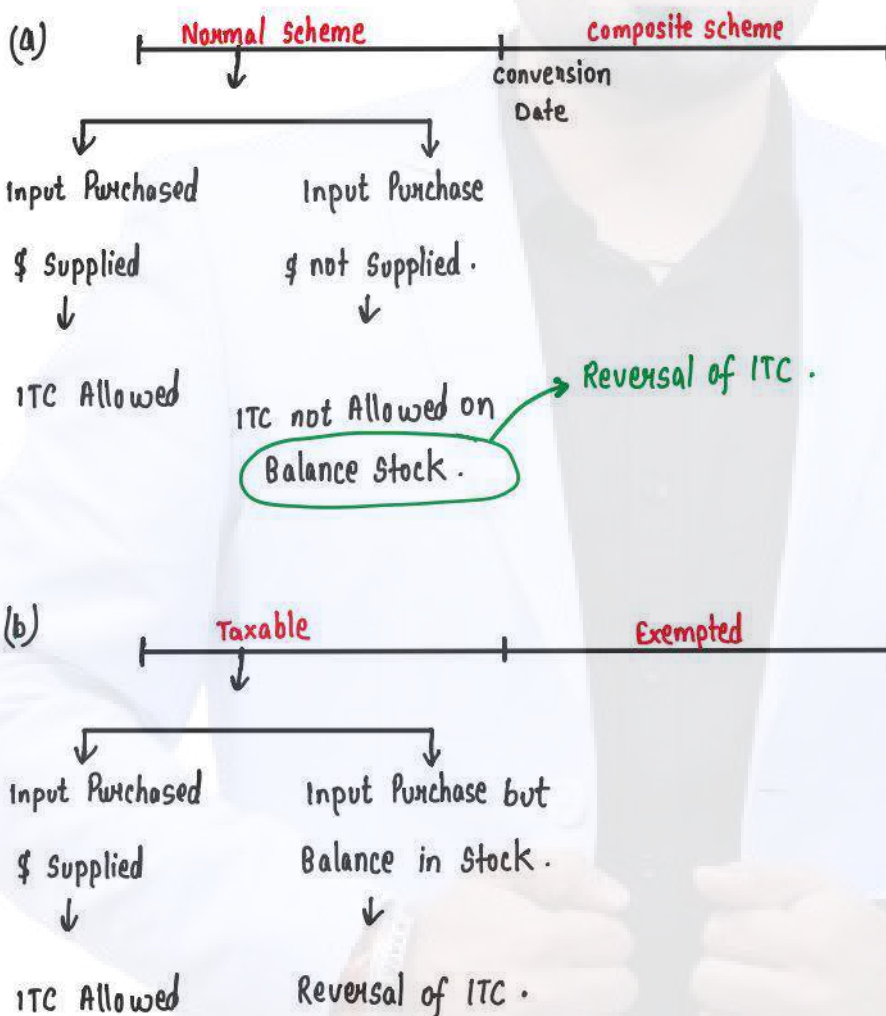 (a) Normal Scheme Composite scheme
Conversion
Date
Input Purchased Input Purchase
$ Supplied $ not Supplied.
ITC Allowed
ITC not Allowed on
Balance Stock.
Reversal of ITC.
(b) Taxable Exempted
Input Purchased Input Purchase but
$ Supplied Balance in Stock.
ITC Allowed Reversal of ITC.